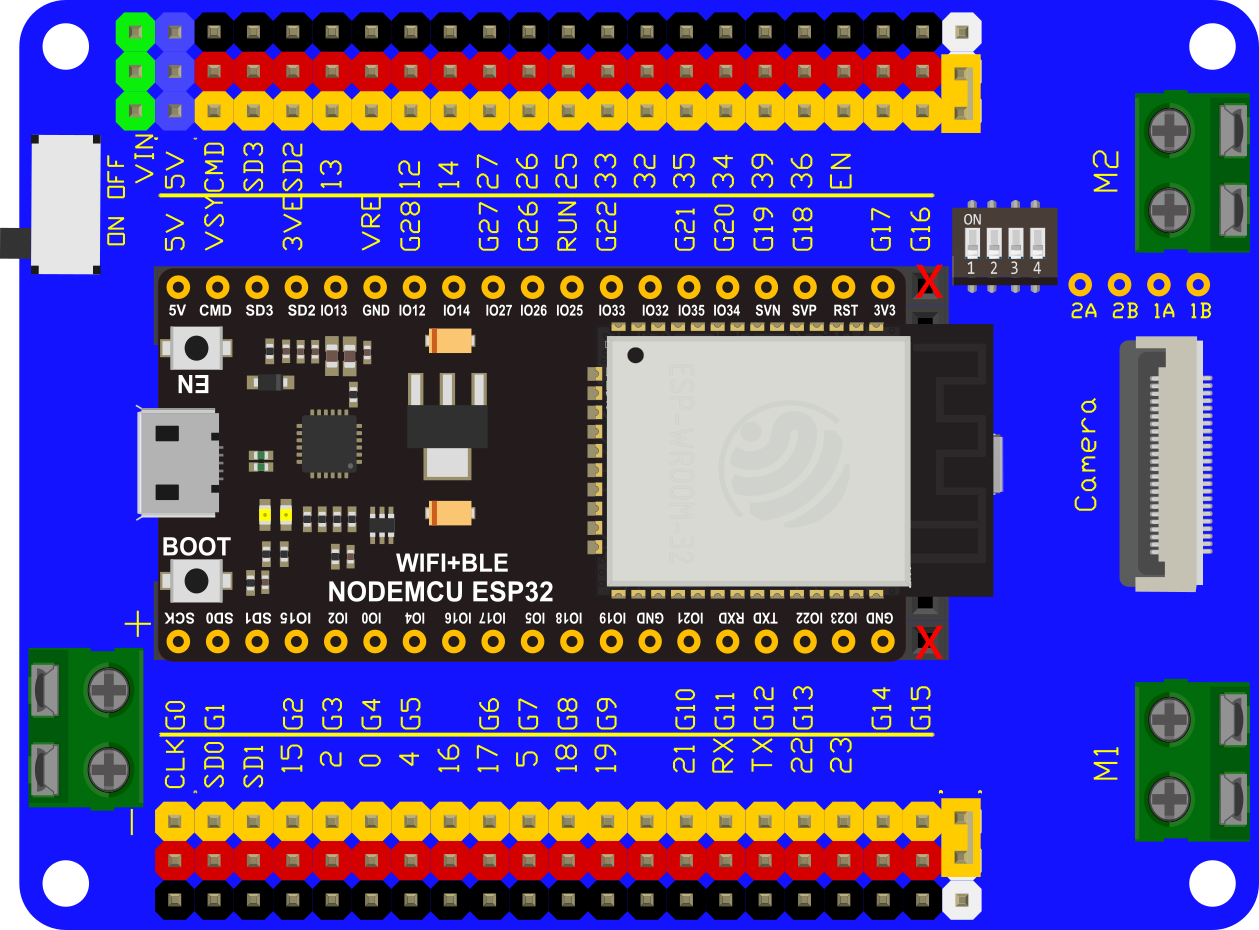 VIN 5V CMD SD3 SD2 13 12 14 27 26 25 33 32 35 34 39 36 EN
ON OFF
5V VSY 3VE VRE G28 G27 G26 RUN G22 G21 G20 G19 G18 G17 G16
M2
ON
1 2 3 4
X
2A 2B 1A 1B
5V CMD SD3 SD2 IO13 GND IO12 IO14 IO27 IO26 IO25 IO33 IO32 IO35 IO34 SVN SVP RST 3V3
EN
ESP-WROOM-32
Camera
BOOT
WIFI+BLE
NODEMCU ESP32
SCK SD0 SD1 IO15 IO2 IO0 IO4 IO16 IO17 IO5 IO18 IO19 GND IO21 RXD TXD IO22 IO23 GND
X
+
G0 G1 G2 G3 G4 G5 G6 G7 G8 G9 G10 G11 G12 G13 G14 G15
CLK SD0 SD1 15 2 0 4 16 17 5 18 19 21 RX TX 22 23
M1
-